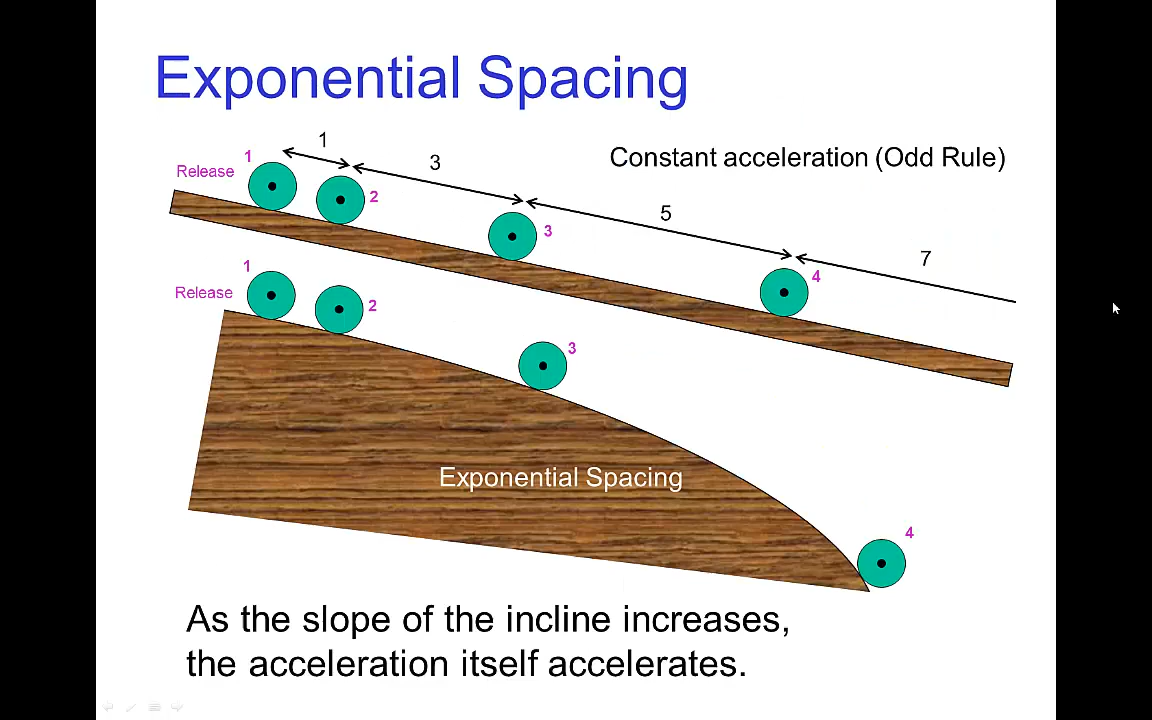 Exponential Spacing
1
3
5
7
Constant acceleration (Odd Rule)
Release
1
2
3
4
Release
1
2
3
4
Exponential Spacing
As the slope of the incline increases,
the acceleration itself accelerates.